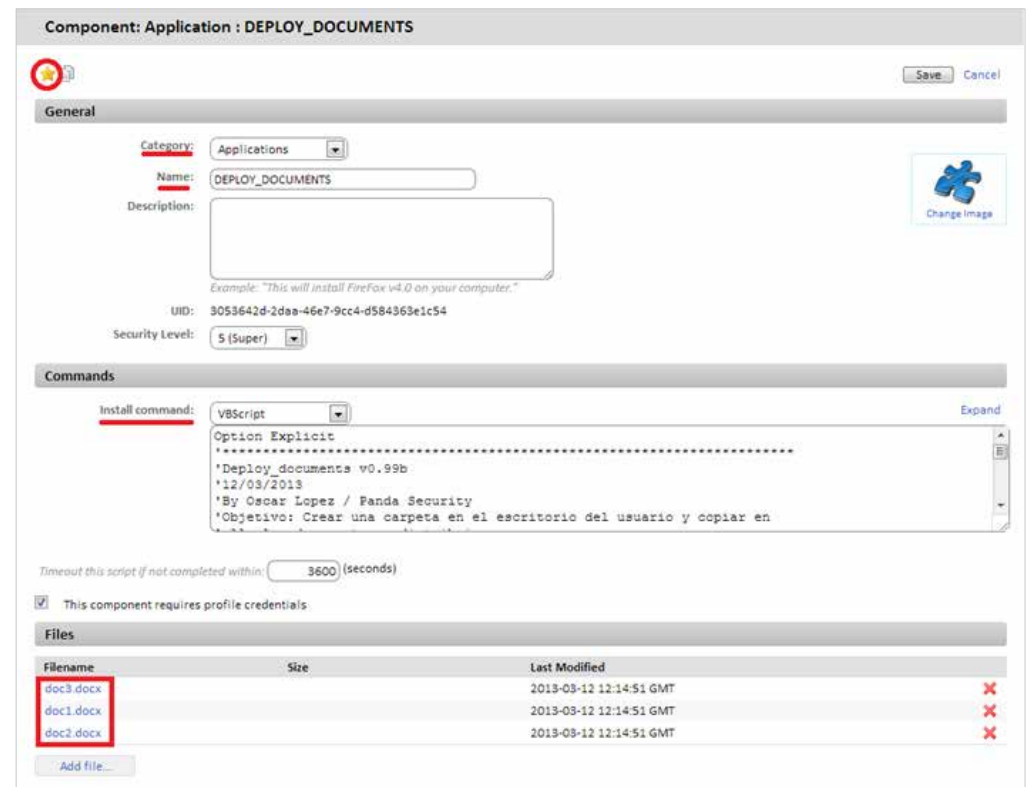 Component: Application : DEPLOY_DOCUMENTS
Save Cancel
General
Category: Applications
Name: DEPLOY_DOCUMENTS
Change Image
Description:
Example: "This will install FireFox v4.0 on your computer."
UID: 3053642d-2daa-46e7-9cc4-d584363e1c54
Security Level: 5 (Super)
Commands
Install command: VBScript Expand
Option Explicit
'***********************************************************************
'Deploy_documents v0.99b
'12/03/2013
'By Oscar Lopez / Panda Security
'Objetivo: Crear una carpeta en el escritorio del usuario y copiar en
Timeout this script if not completed within: 3600 (seconds)
This component requires profile credentials
Files
Filename Size Last Modified
doc3.docx 2013-03-12 12:14:51 GMT
doc1.docx 2013-03-12 12:14:51 GMT
doc2.docx 2013-03-12 12:14:51 GMT
Add file...